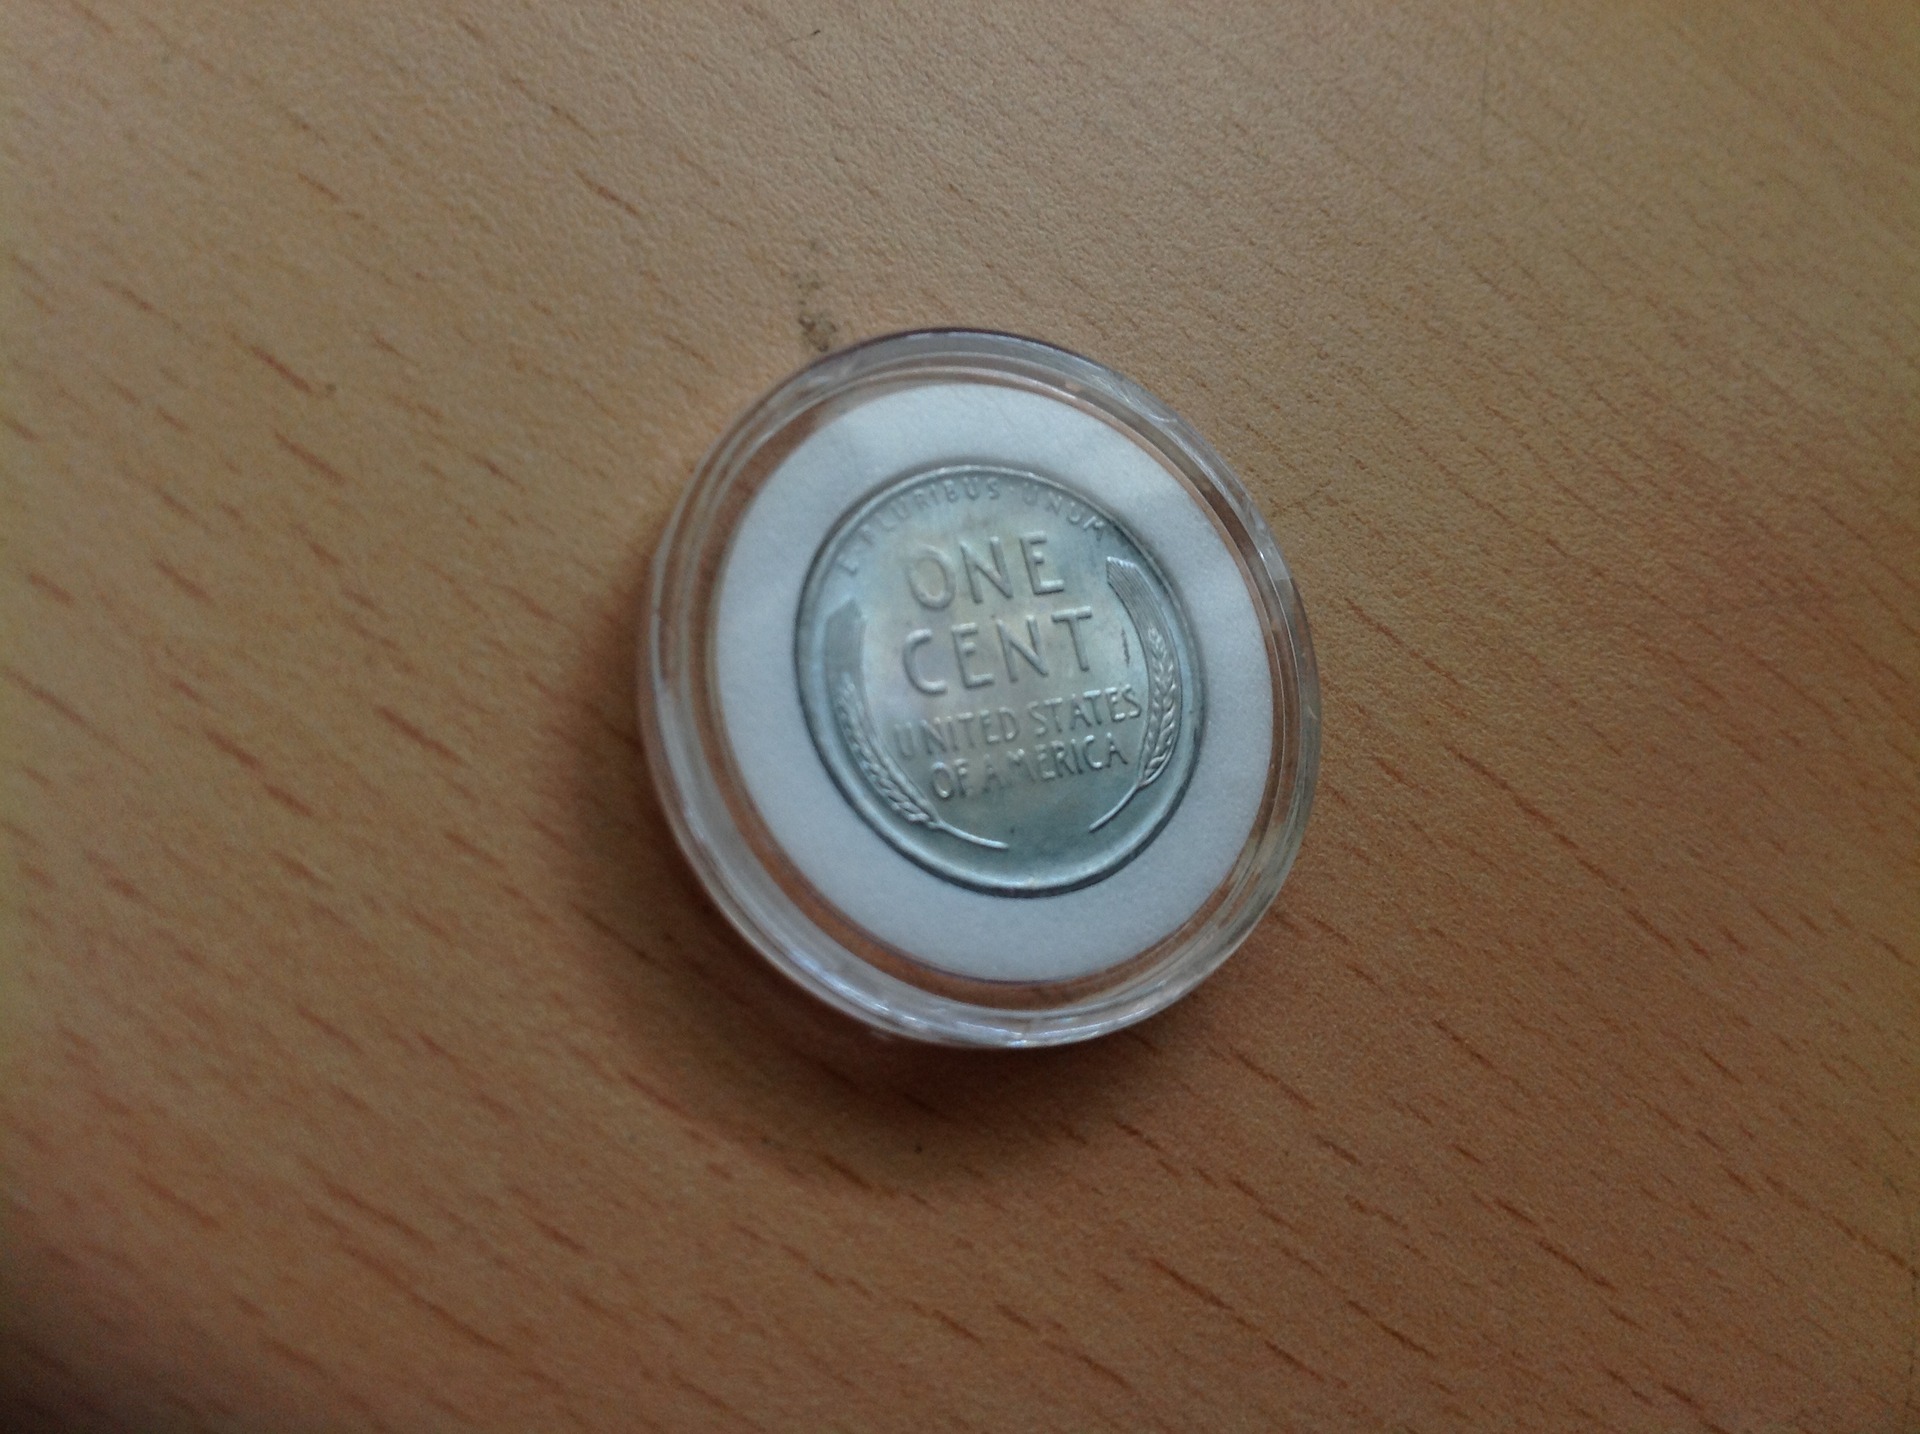 E PLURIBUS UNUM
ONE
CENT
UNITED STATES
OF AMERICA